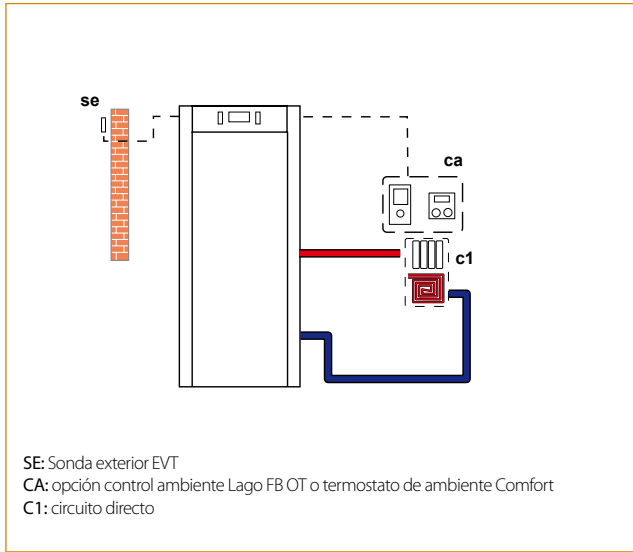 se
ca
c1
SE: Sonda exterior EVT
CA: opción control ambiente Lago FB OT o termostato de ambiente Comfort
C1: circuito directo